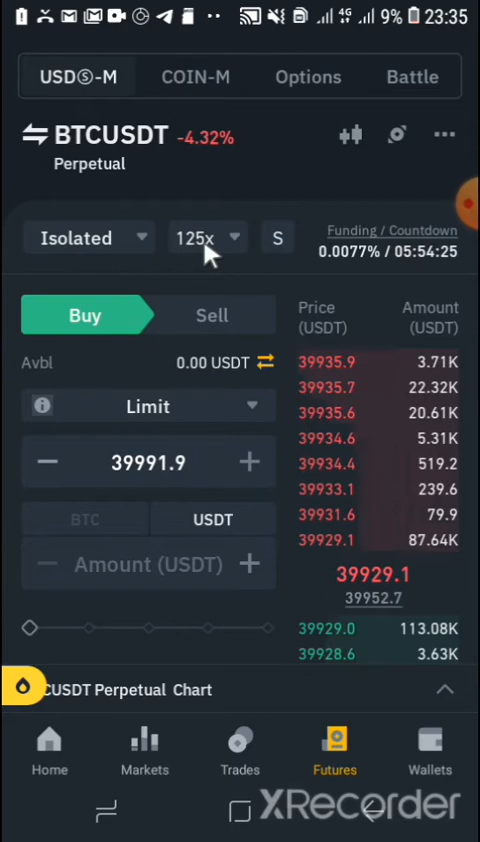 4G 9% 23:35
USDⓈ-M COIN-M Options Battle
BTCUSDT -4.32%
Perpetual
Isolated 125x S
Funding / Countdown
0.0077% / 05:54:25
Buy Sell
Avbl 0.00 USDT
Limit
39991.9
BTC USDT
Amount (USDT)
Price Amount
(USDT) (USDT)
39935.9 3.71K
39935.7 22.32K
39935.6 20.61K
39934.6 5.31K
39934.4 519.2
39933.1 239.6
39931.6 79.9
39929.1 87.64K
39929.1
39952.7
39929.0 113.08K
39928.6 3.63K
CUSDT Perpetual Chart
Home Markets Trades Futures Wallets
XRecorder